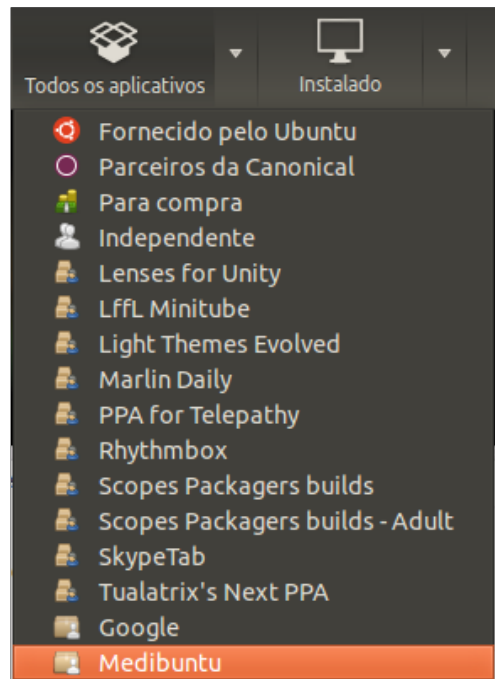 Todos os aplicativos
Instalado
Fornecido pelo Ubuntu
Parceiros da Canonical
Para compra
Independente
Lenses for Unity
LffL Minitube
Light Themes Evolved
Marlin Daily
PPA for Telepathy
Rhythmbox
Scopes Packagers builds
Scopes Packagers builds - Adult
SkypeTab
Tualatrix's Next PPA
Google
Medibuntu